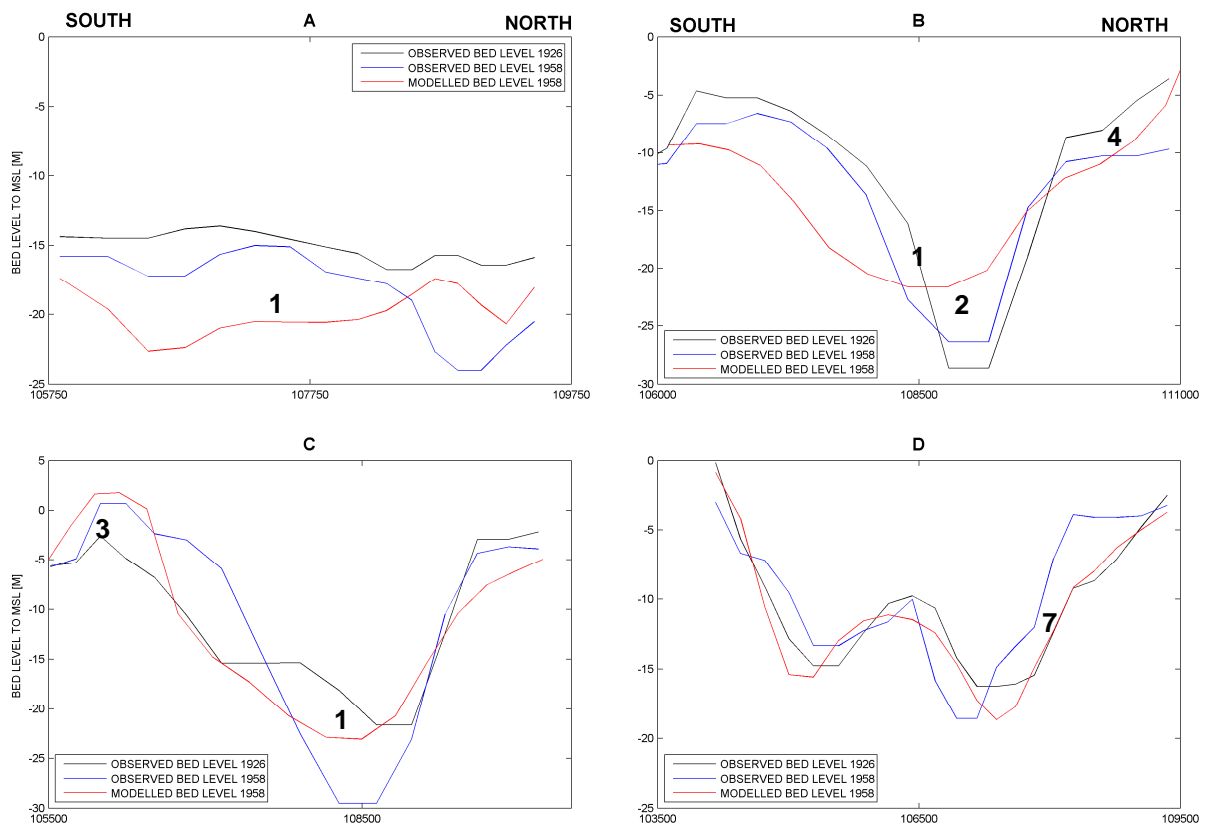 SOUTH A NORTH
0
-5
-10
-15
-20
-25
BED LEVEL TO MSL [M]
OBSERVED BED LEVEL 1926
OBSERVED BED LEVEL 1958
MODELLED BED LEVEL 1958
1
105750 107750 109750
SOUTH B NORTH
0
-5
-10
-15
-20
-25
-30
4
1
2
OBSERVED BED LEVEL 1926
OBSERVED BED LEVEL 1958
MODELLED BED LEVEL 1958
106000 108500 111000
C
5
0
-5
-10
-15
-20
-25
-30
BED LEVEL TO MSL [M]
3
1
OBSERVED BED LEVEL 1926
OBSERVED BED LEVEL 1958
MODELLED BED LEVEL 1958
105500 108500
D
0
-5
-10
-15
-20
-25
7
OBSERVED BED LEVEL 1926
OBSERVED BED LEVEL 1958
MODELLED BED LEVEL 1958
103500 106500 109500